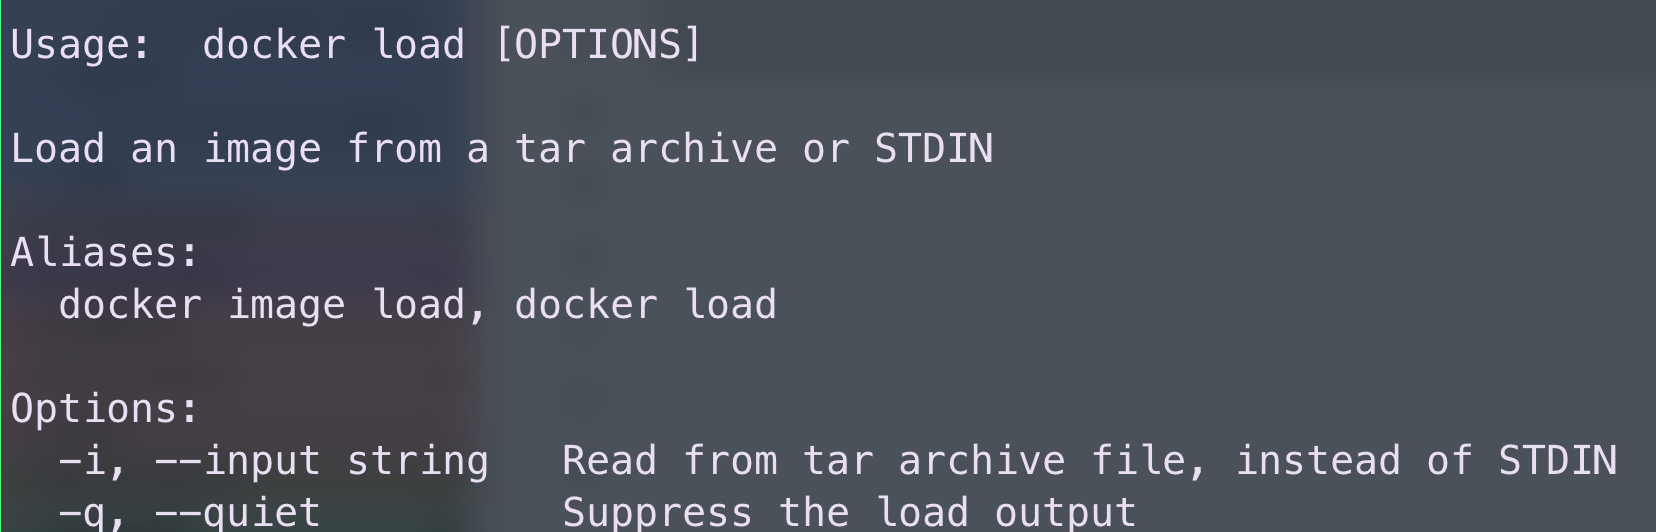 Usage:  docker load [OPTIONS]
Load an image from a tar archive or STDIN
Aliases:
  docker image load, docker load
Options:
  -i, --input string   Read from tar archive file, instead of STDIN
  -q, --quiet          Suppress the load output